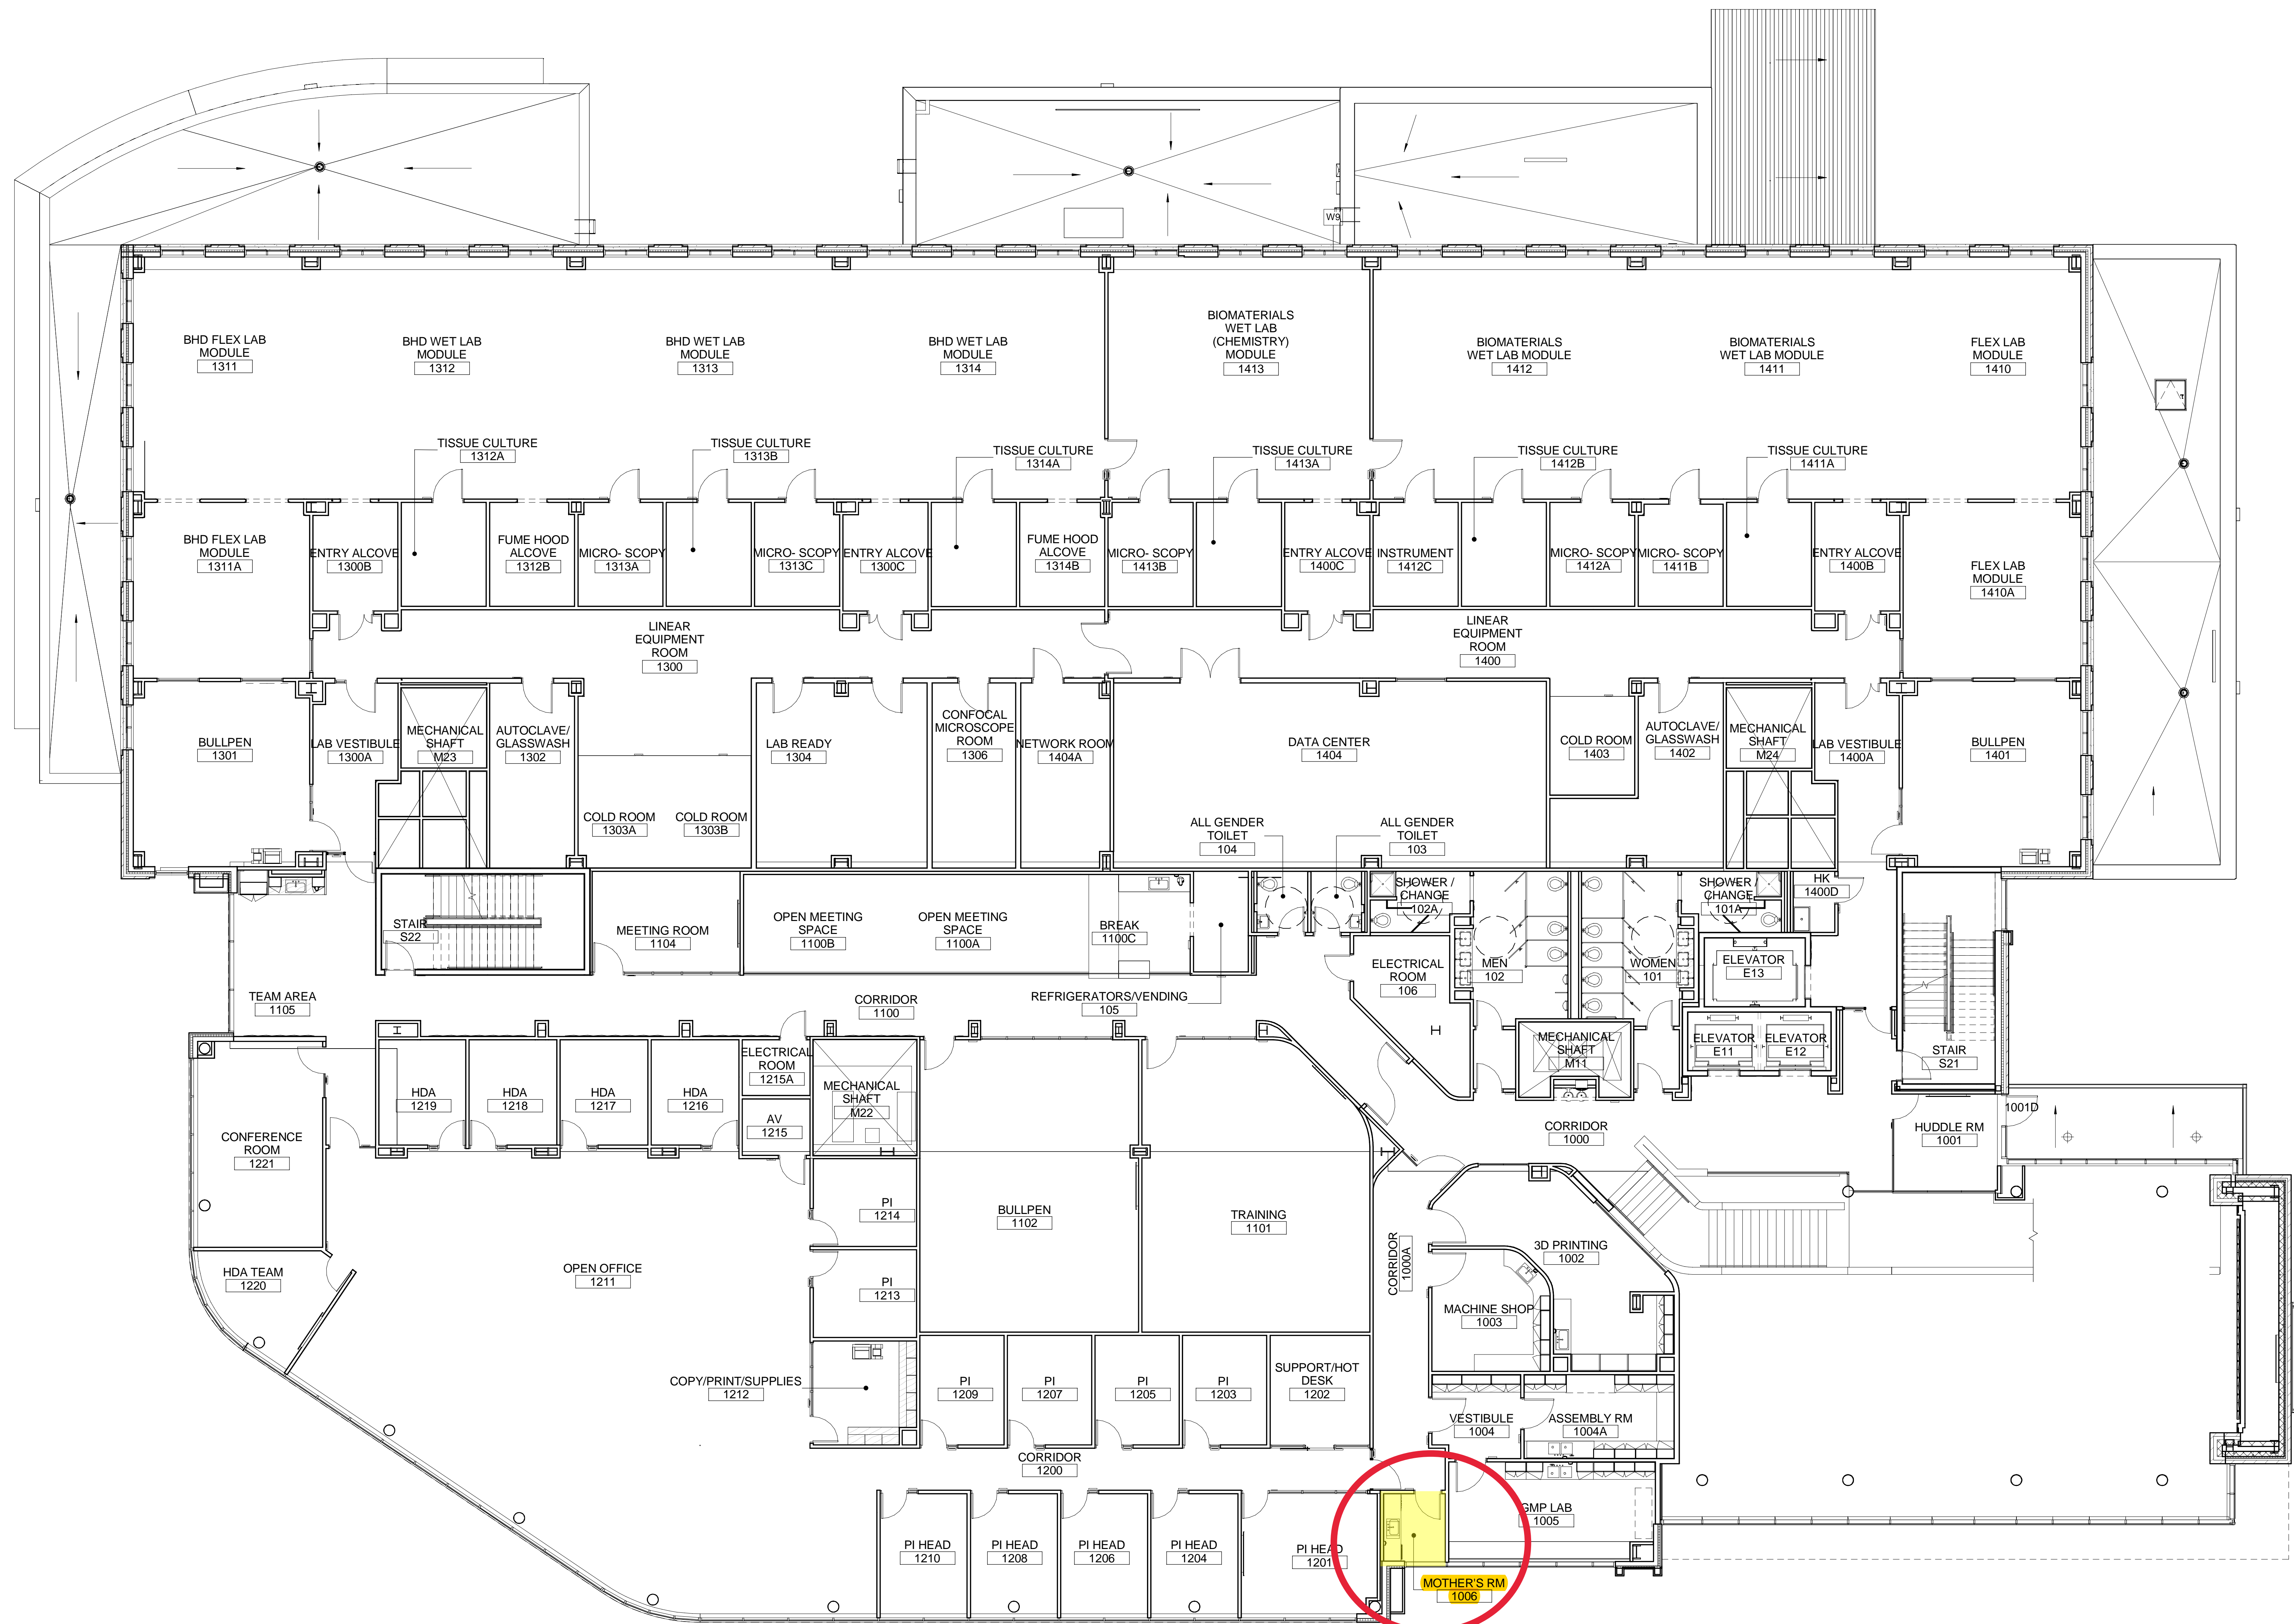 W9
BHD FLEX LAB
MODULE
1311
BHD WET LAB
MODULE
1312
BHD WET LAB
MODULE
1313
BHD WET LAB
MODULE
1314
BIOMATERIALS
WET LAB
(CHEMISTRY)
MODULE
1413
BIOMATERIALS
WET LAB MODULE
1412
BIOMATERIALS
WET LAB MODULE
1411
FLEX LAB
MODULE
1410
TISSUE CULTURE
1312A
TISSUE CULTURE
1313B
TISSUE CULTURE
1314A
TISSUE CULTURE
1413A
TISSUE CULTURE
1412B
TISSUE CULTURE
1411A
BHD FLEX LAB
MODULE
1311A
ENTRY ALCOVE
1300B
FUME HOOD
ALCOVE
1312B
MICRO- SCOPY
1313A
MICRO- SCOPY
1313C
ENTRY ALCOVE
1300C
FUME HOOD
ALCOVE
1314B
MICRO- SCOPY
1413B
ENTRY ALCOVE
1400C
INSTRUMENT
1412C
MICRO- SCOPY
1412A
MICRO- SCOPY
1411B
ENTRY ALCOVE
1400B
FLEX LAB
MODULE
1410A
LINEAR
EQUIPMENT
ROOM
1300
LINEAR
EQUIPMENT
ROOM
1400
BULLPEN
1301
LAB VESTIBULE
1300A
MECHANICAL
SHAFT
M23
AUTOCLAVE/
GLASSWASH
1302
COLD ROOM
1303A
COLD ROOM
1303B
LAB READY
1304
CONFOCAL
MICROSCOPE
ROOM
1306
NETWORK ROOM
1404A
DATA CENTER
1404
COLD ROOM
1403
AUTOCLAVE/
GLASSWASH
1402
MECHANICAL
SHAFT
M24
LAB VESTIBULE
1400A
BULLPEN
1401
ALL GENDER
TOILET
104
ALL GENDER
TOILET
103
STAIR
S22
MEETING ROOM
1104
OPEN MEETING
SPACE
1100B
OPEN MEETING
SPACE
1100A
BREAK
1100C
SHOWER /
CHANGE
102A
SHOWER /
CHANGE
101A
HK
1400D
ELECTRICAL
ROOM
106
MEN
102
WOMEN
101
ELEVATOR
E13
TEAM AREA
1105
CORRIDOR
1100
REFRIGERATORS/VENDING
105
MECHANICAL
SHAFT
M11
ELEVATOR
E11
ELEVATOR
E12
STAIR
S21
HDA
1219
HDA
1218
HDA
1217
HDA
1216
ELECTRICAL
ROOM
1215A
AV
1215
MECHANICAL
SHAFT
M22
CONFERENCE
ROOM
1221
CORRIDOR
1000
HUDDLE RM
1001
1001D
PI
1214
BULLPEN
1102
TRAINING
1101
CORRIDOR
1000A
3D PRINTING
1002
HDA TEAM
1220
OPEN OFFICE
1211
PI
1213
MACHINE SHOP
1003
COPY/PRINT/SUPPLIES
1212
PI
1209
PI
1207
PI
1205
PI
1203
SUPPORT/HOT
DESK
1202
VESTIBULE
1004
ASSEMBLY RM
1004A
CORRIDOR
1200
GMP LAB
1005
PI HEAD
1210
PI HEAD
1208
PI HEAD
1206
PI HEAD
1204
PI HEAD
1201
MOTHER'S RM
1006